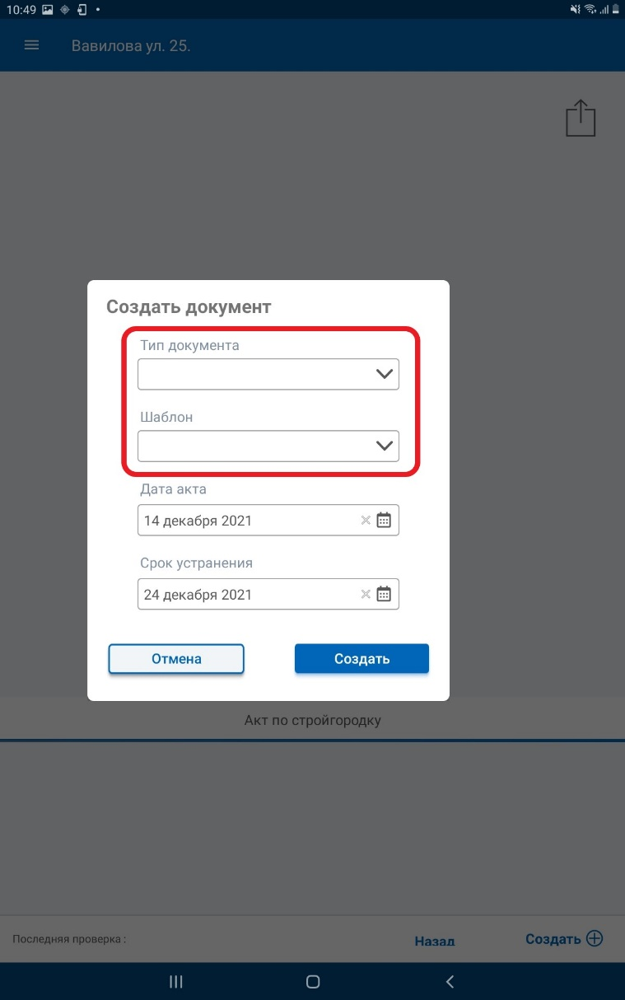 10:49
Вавилова ул. 25.
Создать документ
Тип документа
Шаблон
Дата акта
14 декабря 2021
Срок устранения
24 декабря 2021
Отмена
Создать
Акт по стройгородку
Последняя проверка :
Назад
Создать